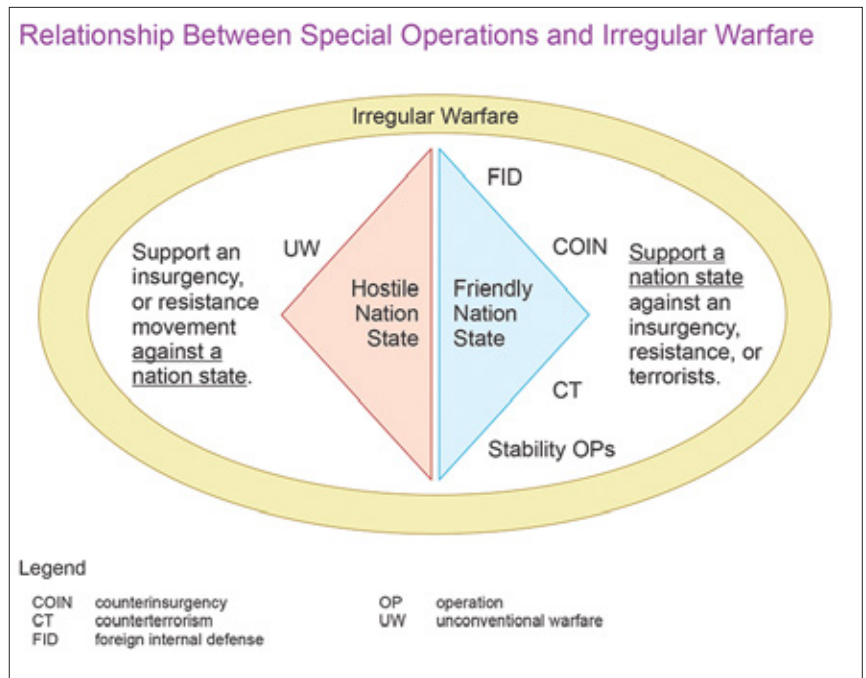 Relationship Between Special Operations and Irregular Warfare
Irregular Warfare
FID
UW
COIN
Support an
insurgency,
or resistance
movement
against a
nation state.
Hostile
Nation
State
Friendly
Nation
State
Support a
nation state
against an
insurgency,
resistance, or
terrorists.
CT
Stability OPs
Legend
COIN counterinsurgency
CT counterterrorism
FID foreign internal defense
OP operation
UW unconventional warfare